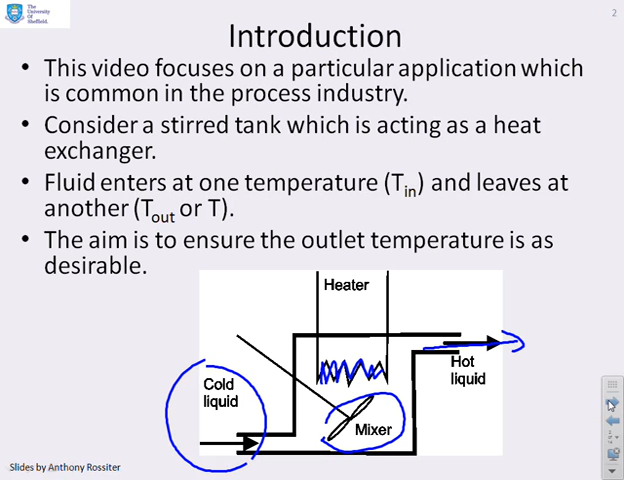 The
University
Of
Sheffield.
2
Introduction
• This video focuses on a particular application which
is common in the process industry.
• Consider a stirred tank which is acting as a heat
exchanger.
• Fluid enters at one temperature (Tin) and leaves at
another (Tout or T).
• The aim is to ensure the outlet temperature is as
desirable.
Heater
Cold
liquid
Hot
liquid
Mixer
Slides by Anthony Rossiter